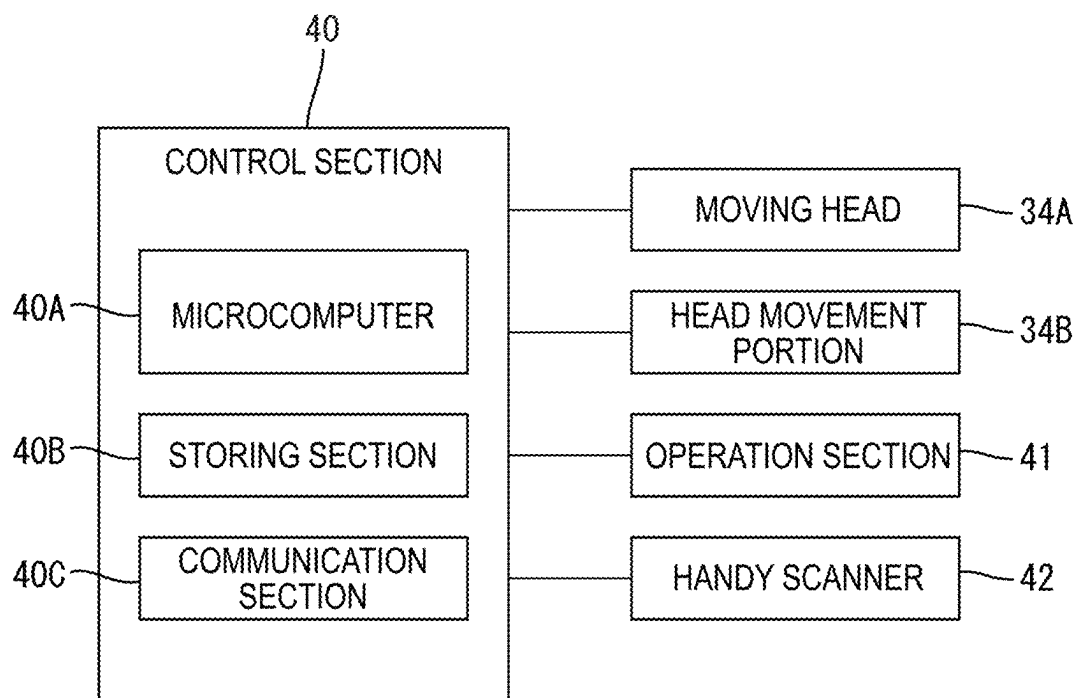 40
CONTROL SECTION
MOVING HEAD
34A
40A
MICROCOMPUTER
HEAD MOVEMENT
PORTION
34B
40B
STORING SECTION
OPERATION SECTION
41
40C
COMMUNICATION
SECTION
HANDY SCANNER
42